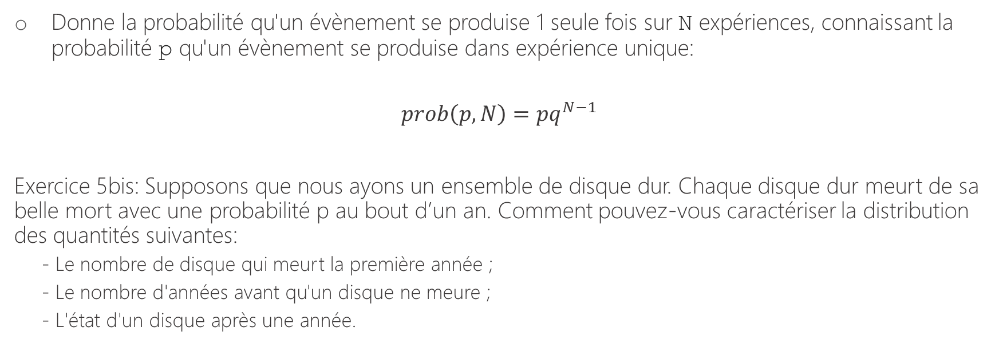 ○ Donne la probabilité qu'un évènement se produise 1 seule fois sur N expériences, connaissant la
probabilité p qu'un évènement se produise dans expérience unique:
prob(p, N) = pq^{N−1}
Exercice 5bis: Supposons que nous ayons un ensemble de disque dur. Chaque disque dur meurt de sa
belle mort avec une probabilité p au bout d’un an. Comment pouvez-vous caractériser la distribution
des quantités suivantes:
- Le nombre de disque qui meurt la première année ;
- Le nombre d'années avant qu'un disque ne meure ;
- L'état d'un disque après une année.